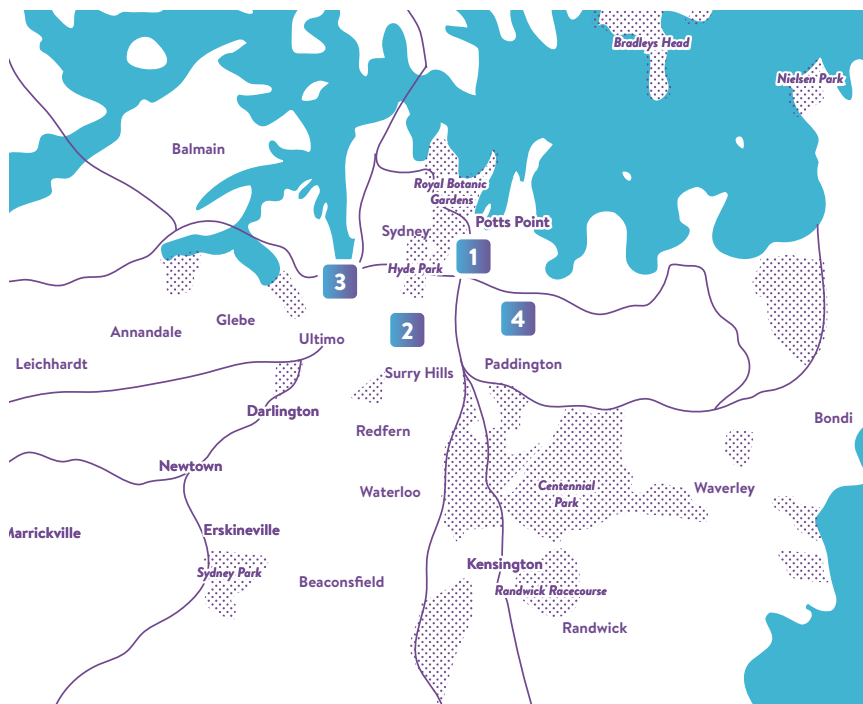 Bradleys Head
Nielsen Park
Balmain
Royal Botanic
Gardens
Potts Point
Sydney
1
Hyde Park
3
4
Glebe
2
Annandale
Ultimo
Leichhardt
Paddington
Surry Hills
Darlington
Bondi
Redfern
Newtown
Centennial
Park
Waverley
Waterloo
Erskineville
Marrickville
Kensington
Sydney Park
Beaconsfield
Randwick Racecourse
Randwick